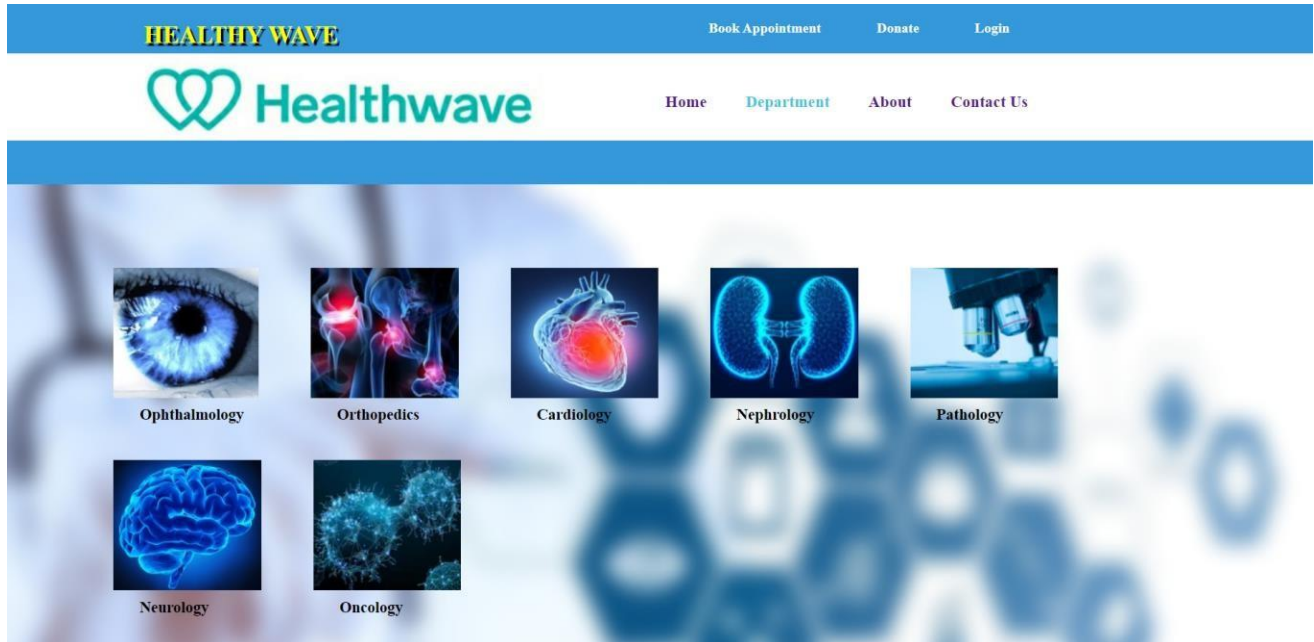 HEALTHY WAVE
Book Appointment Donate Login
Healthwave
Home Department About Contact Us
Ophthalmology Orthopedics Cardiology Nephrology Pathology
Neurology Oncology